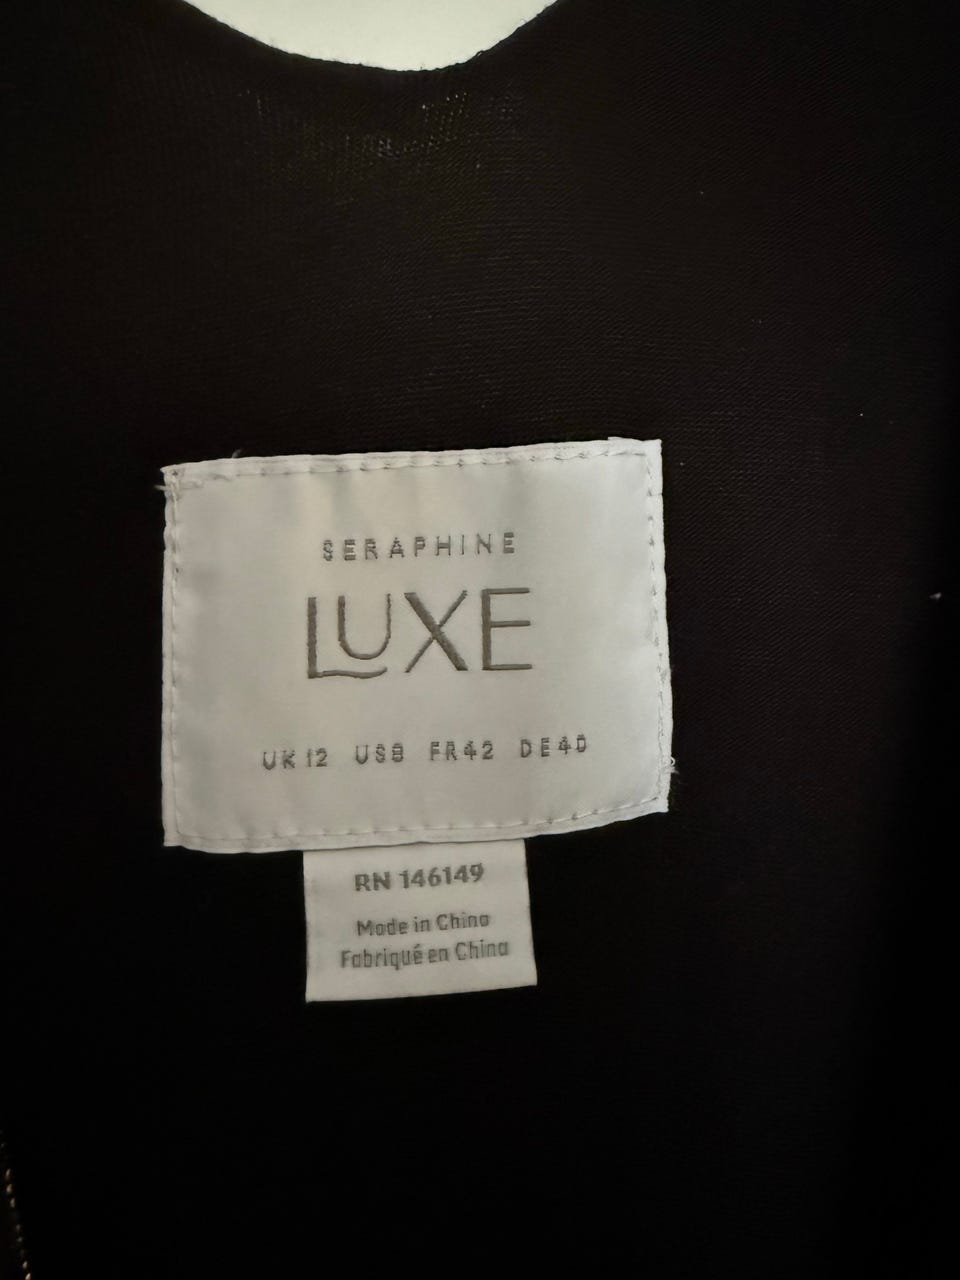 SERAPHINE
LUXE
UK12 US8 FR42 DE40
RN 146149
Made in China
Fabriqué en China